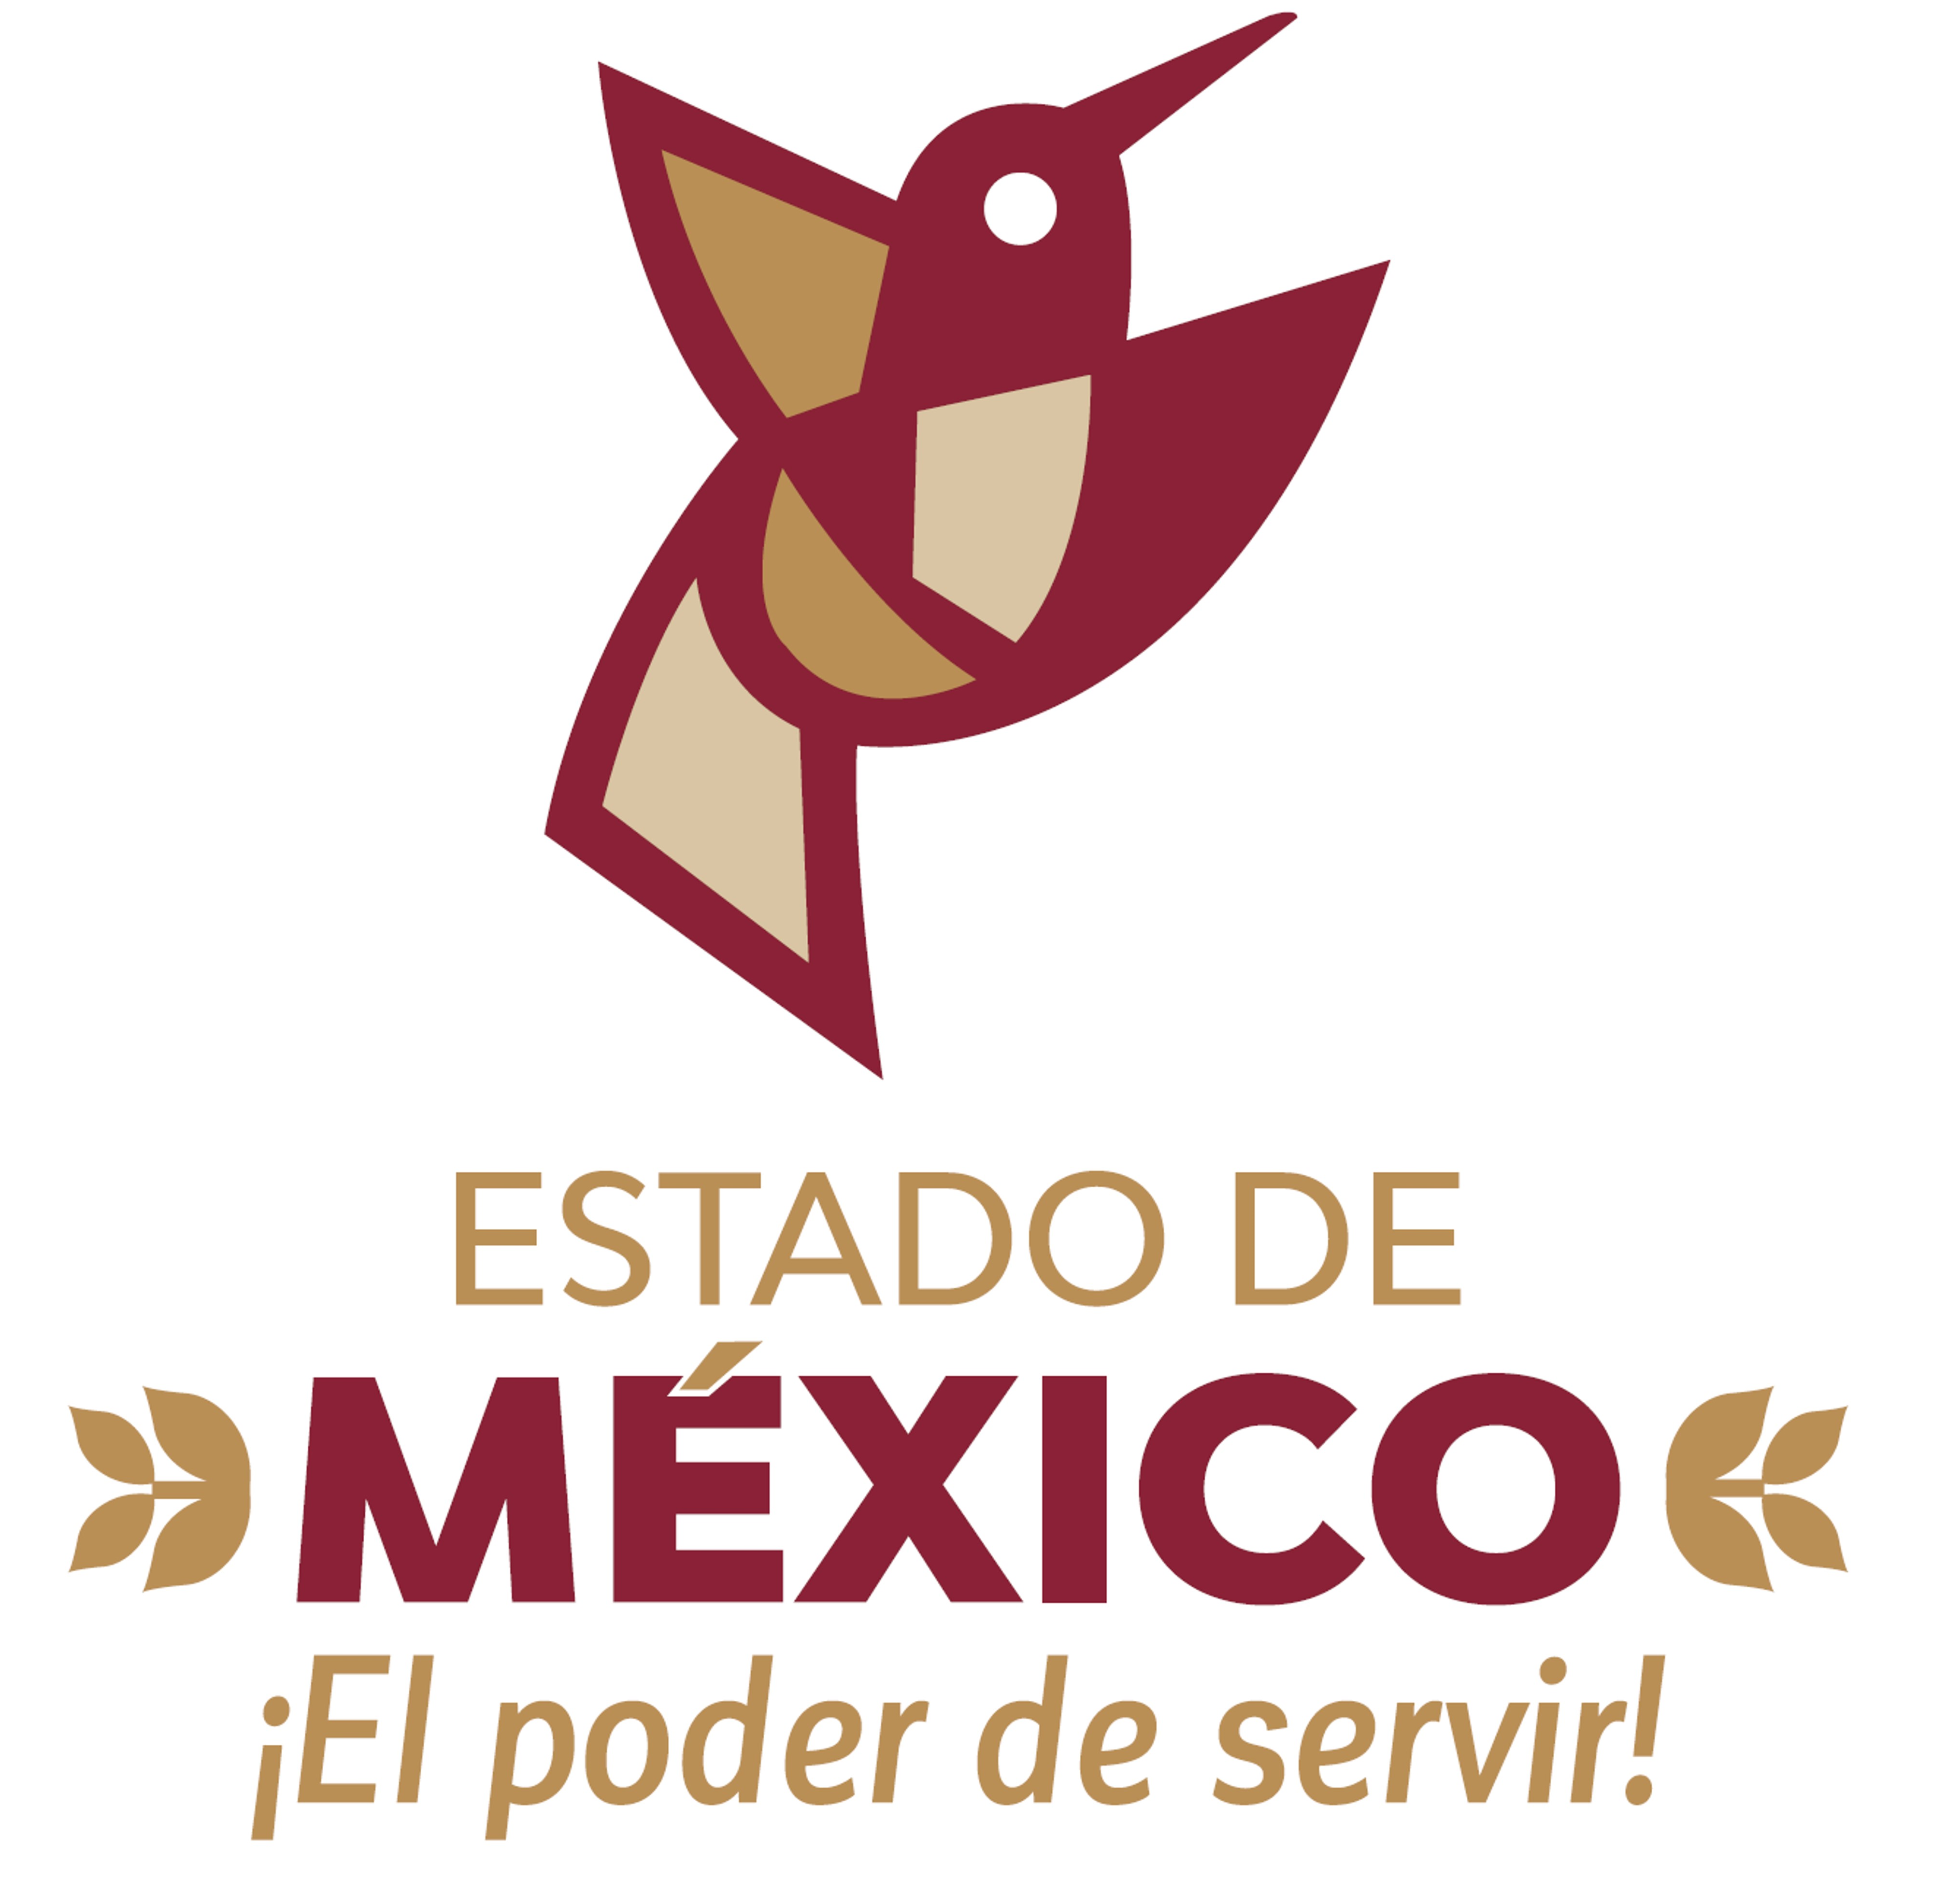 ESTADO DE
MÉXICO
¡El poder de servir!